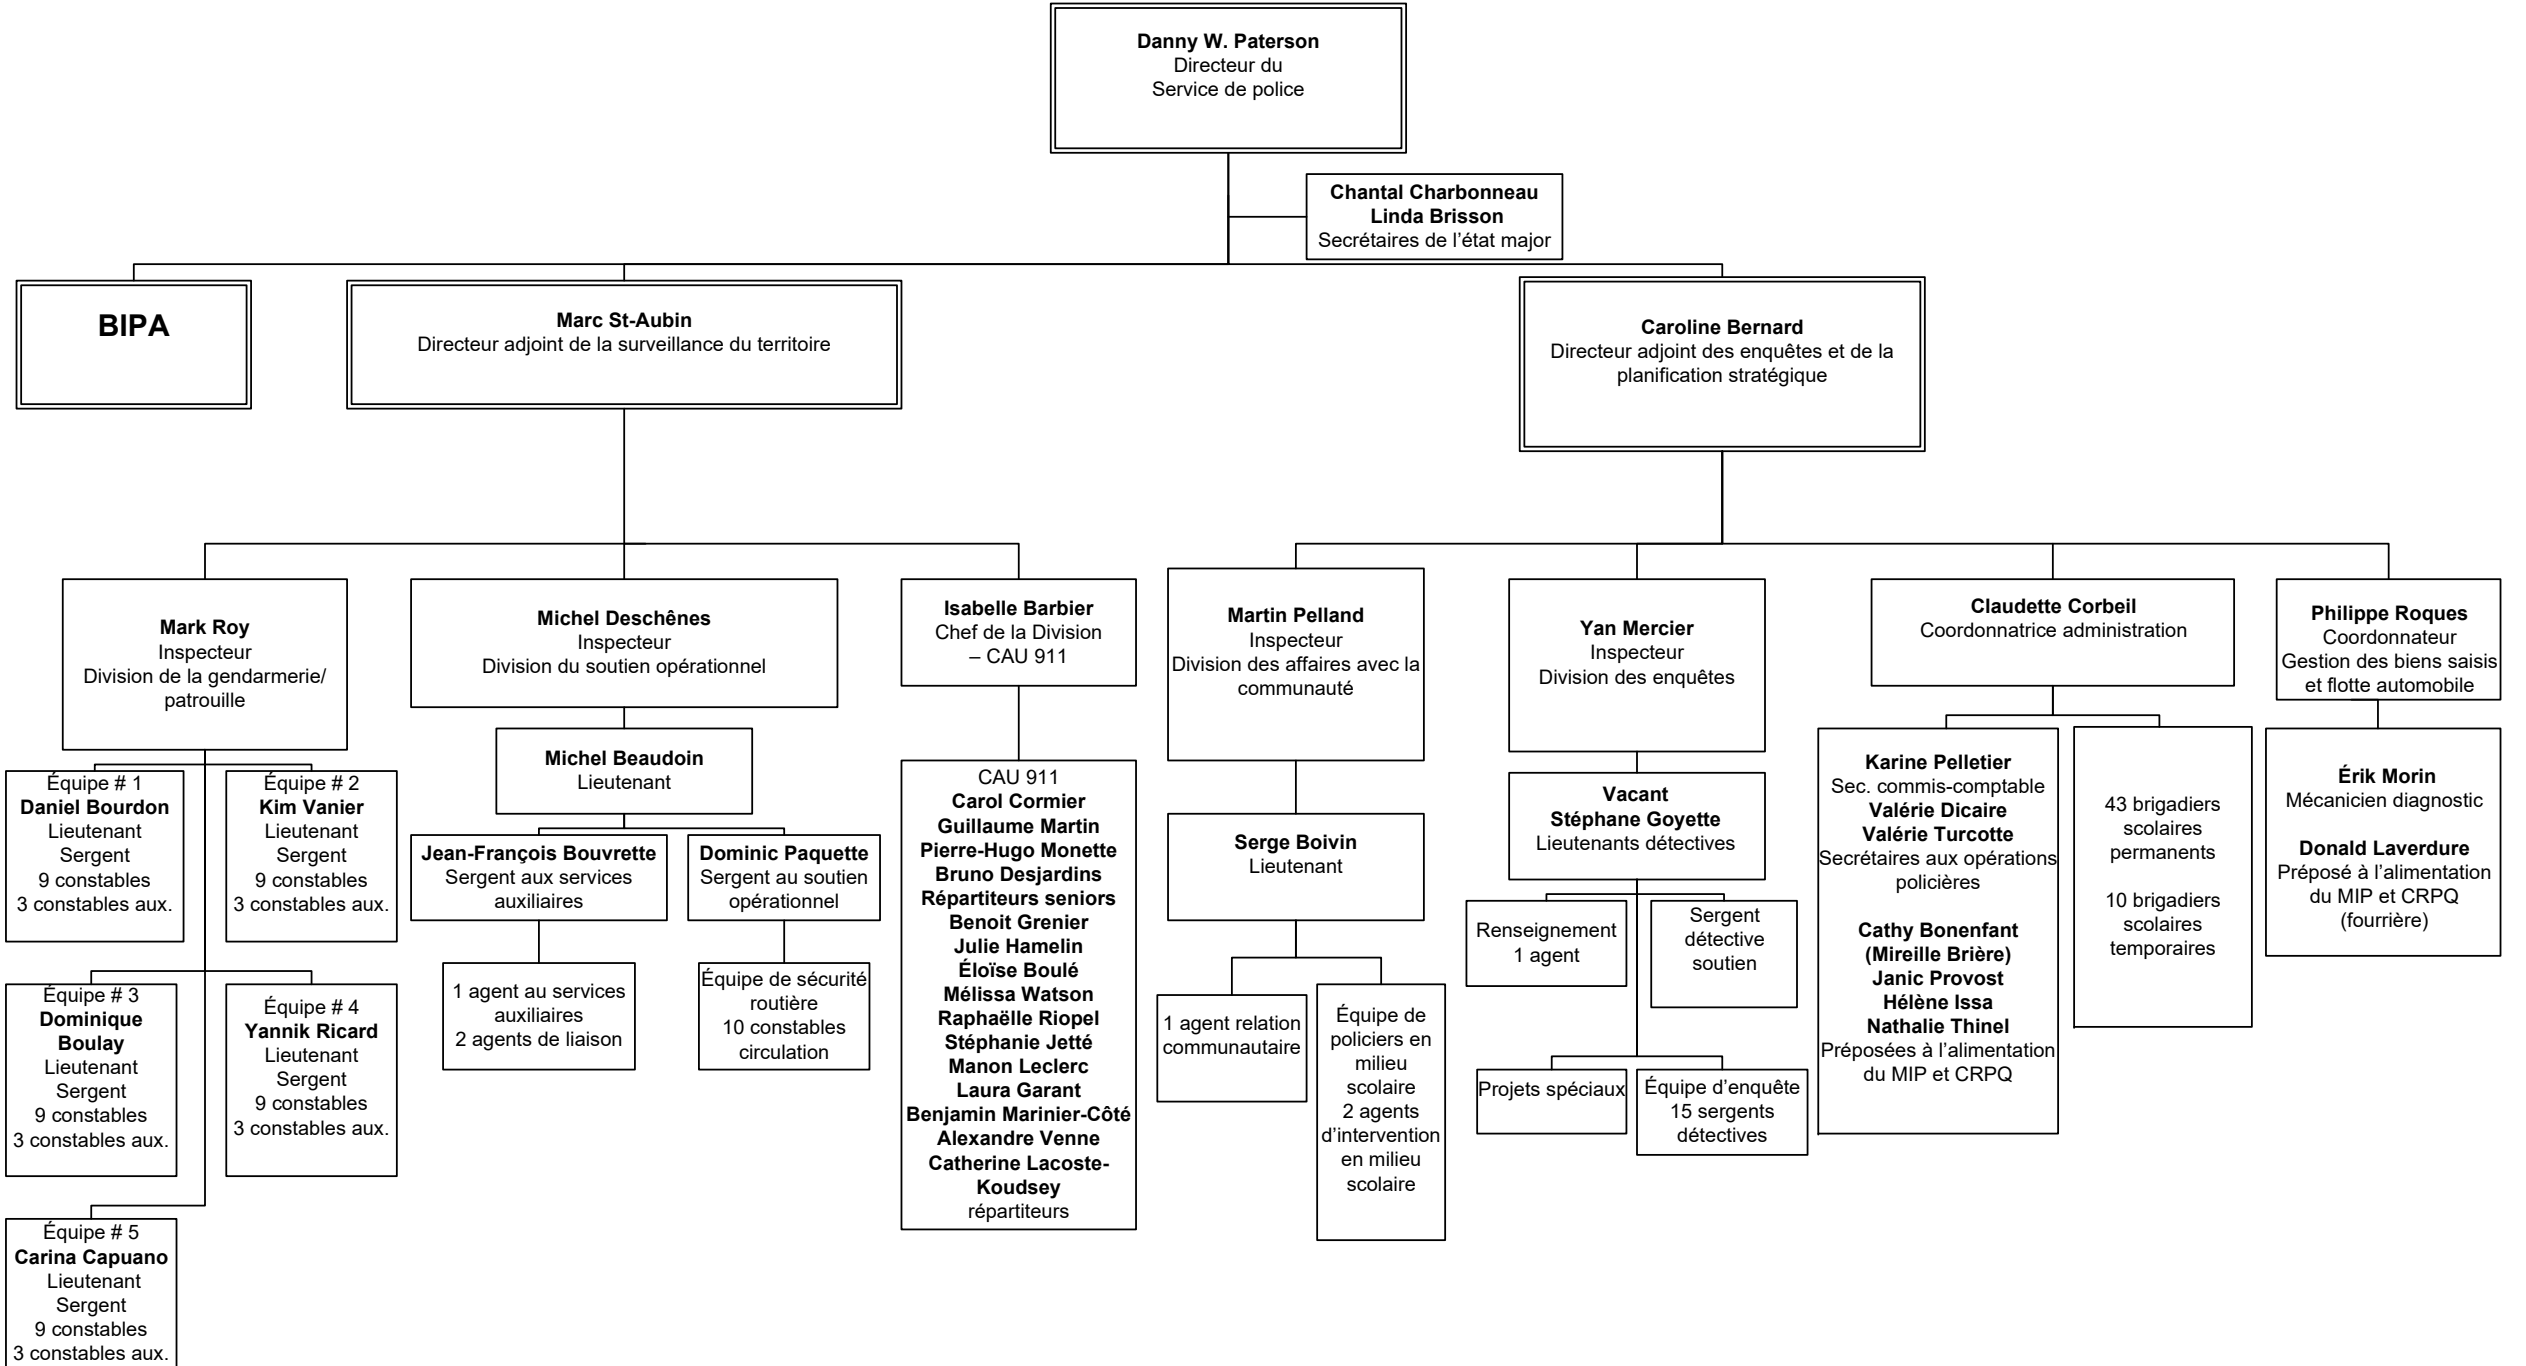 Danny W. Paterson
Directeur du
Service de police
Chantal Charbonneau
Linda Brisson
Secrétaires de l’état major
BIPA
Marc St-Aubin
Directeur adjoint de la surveillance du territoire
Caroline Bernard
Directeur adjoint des enquêtes et de la
planification stratégique
Mark Roy
Inspecteur
Division de la gendarmerie/
patrouille
Michel Deschênes
Inspecteur
Division du soutien opérationnel
Isabelle Barbier
Chef de la Division
– CAU 911
Martin Pelland
Inspecteur
Division des affaires avec la
communauté
Yan Mercier
Inspecteur
Division des enquêtes
Claudette Corbeil
Coordonnatrice administration
Philippe Roques
Coordonnateur
Gestion des biens saisis
et flotte automobile
Équipe # 1
Daniel Bourdon
Lieutenant
Sergent
9 constables
3 constables aux.
Équipe # 2
Kim Vanier
Lieutenant
Sergent
9 constables
3 constables aux.
Équipe # 3
Dominique
Boulay
Lieutenant
Sergent
9 constables
3 constables aux.
Équipe # 4
Yannik Ricard
Lieutenant
Sergent
9 constables
3 constables aux.
Équipe # 5
Carina Capuano
Lieutenant
Sergent
9 constables
3 constables aux.
Michel Beaudoin
Lieutenant
Jean-François Bouvrette
Sergent aux services
auxiliaires
Dominic Paquette
Sergent au soutien
opérationnel
1 agent au services
auxiliaires
2 agents de liaison
Équipe de sécurité
routière
10 constables
circulation
CAU 911
Carol Cormier
Guillaume Martin
Pierre-Hugo Monette
Bruno Desjardins
Répartiteurs seniors
Benoit Grenier
Julie Hamelin
Éloïse Boulé
Mélissa Watson
Raphaëlle Riopel
Stéphanie Jetté
Manon Leclerc
Laura Garant
Benjamin Marinier-Côté
Alexandre Venne
Catherine Lacoste-
Koudsey
répartiteurs
Serge Boivin
Lieutenant
1 agent relation
communautaire
Équipe de
policiers en
milieu
scolaire
2 agents
d’intervention
en milieu
scolaire
Vacant
Stéphane Goyette
Lieutenants détectives
Renseignement
1 agent
Sergent
détective
soutien
Projets spéciaux
Équipe d’enquête
15 sergents
détectives
Karine Pelletier
Sec. commis-comptable
Valérie Dicaire
Valérie Turcotte
Secrétaires aux opérations
policières
Cathy Bonenfant
(Mireille Brière)
Janic Provost
Hélène Issa
Nathalie Thinel
Préposées à l’alimentation
du MIP et CRPQ
43 brigadiers
scolaires
permanents
10 brigadiers
scolaires
temporaires
Érik Morin
Mécanicien diagnostic
Donald Laverdure
Préposé à l’alimentation
du MIP et CRPQ
(fourrière)